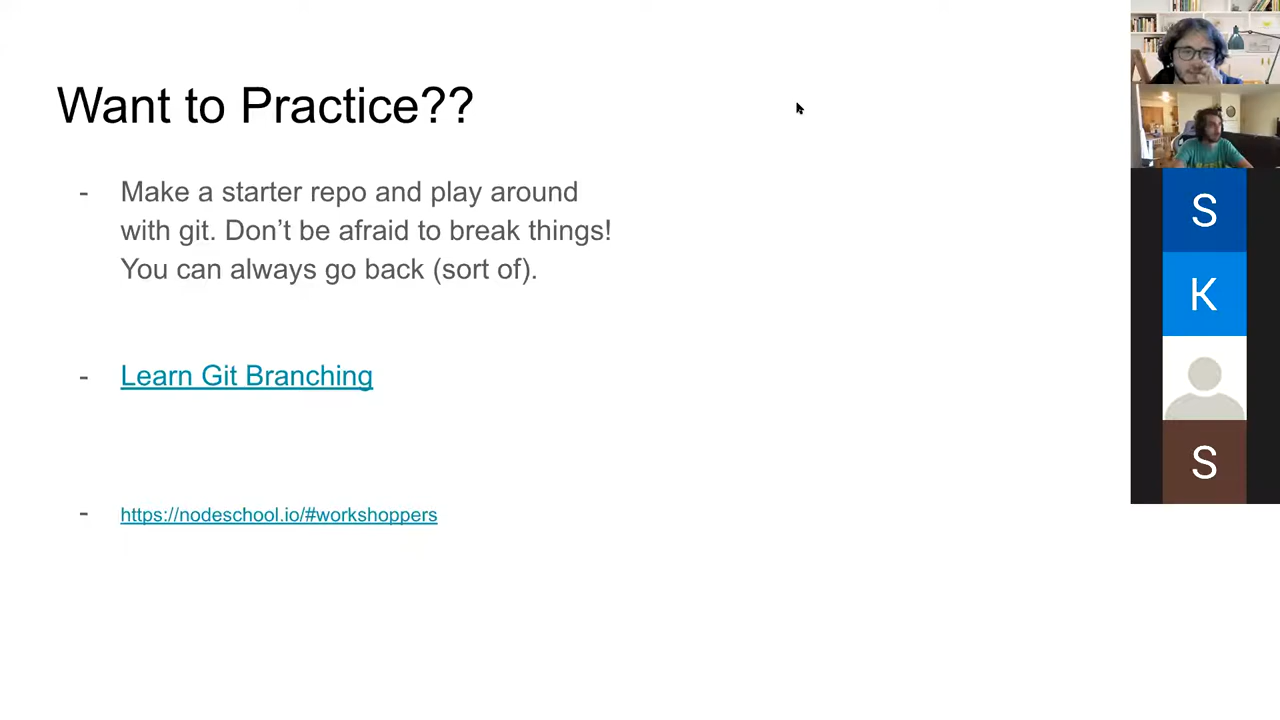 Want to Practice??
- Make a starter repo and play around
with git. Don't be afraid to break things!
You can always go back (sort of).
- Learn Git Branching
- https://nodeschool.io/#workshoppers
S
K
S